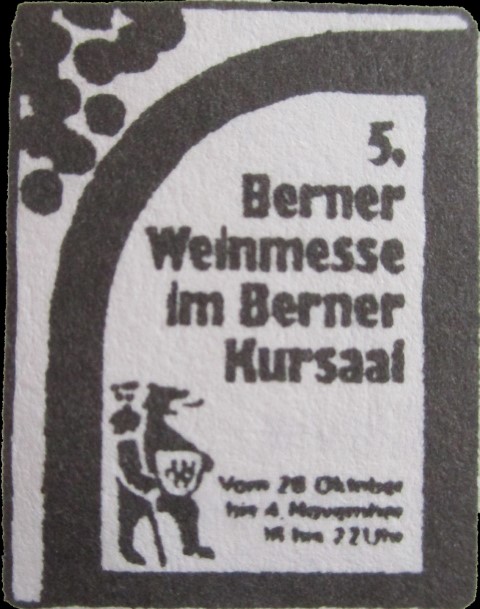 5.
Berner
Weinmesse
im Berner
Kursaal
Vom 26 Oktober
bis 4. November
16 bis 22 Uhr